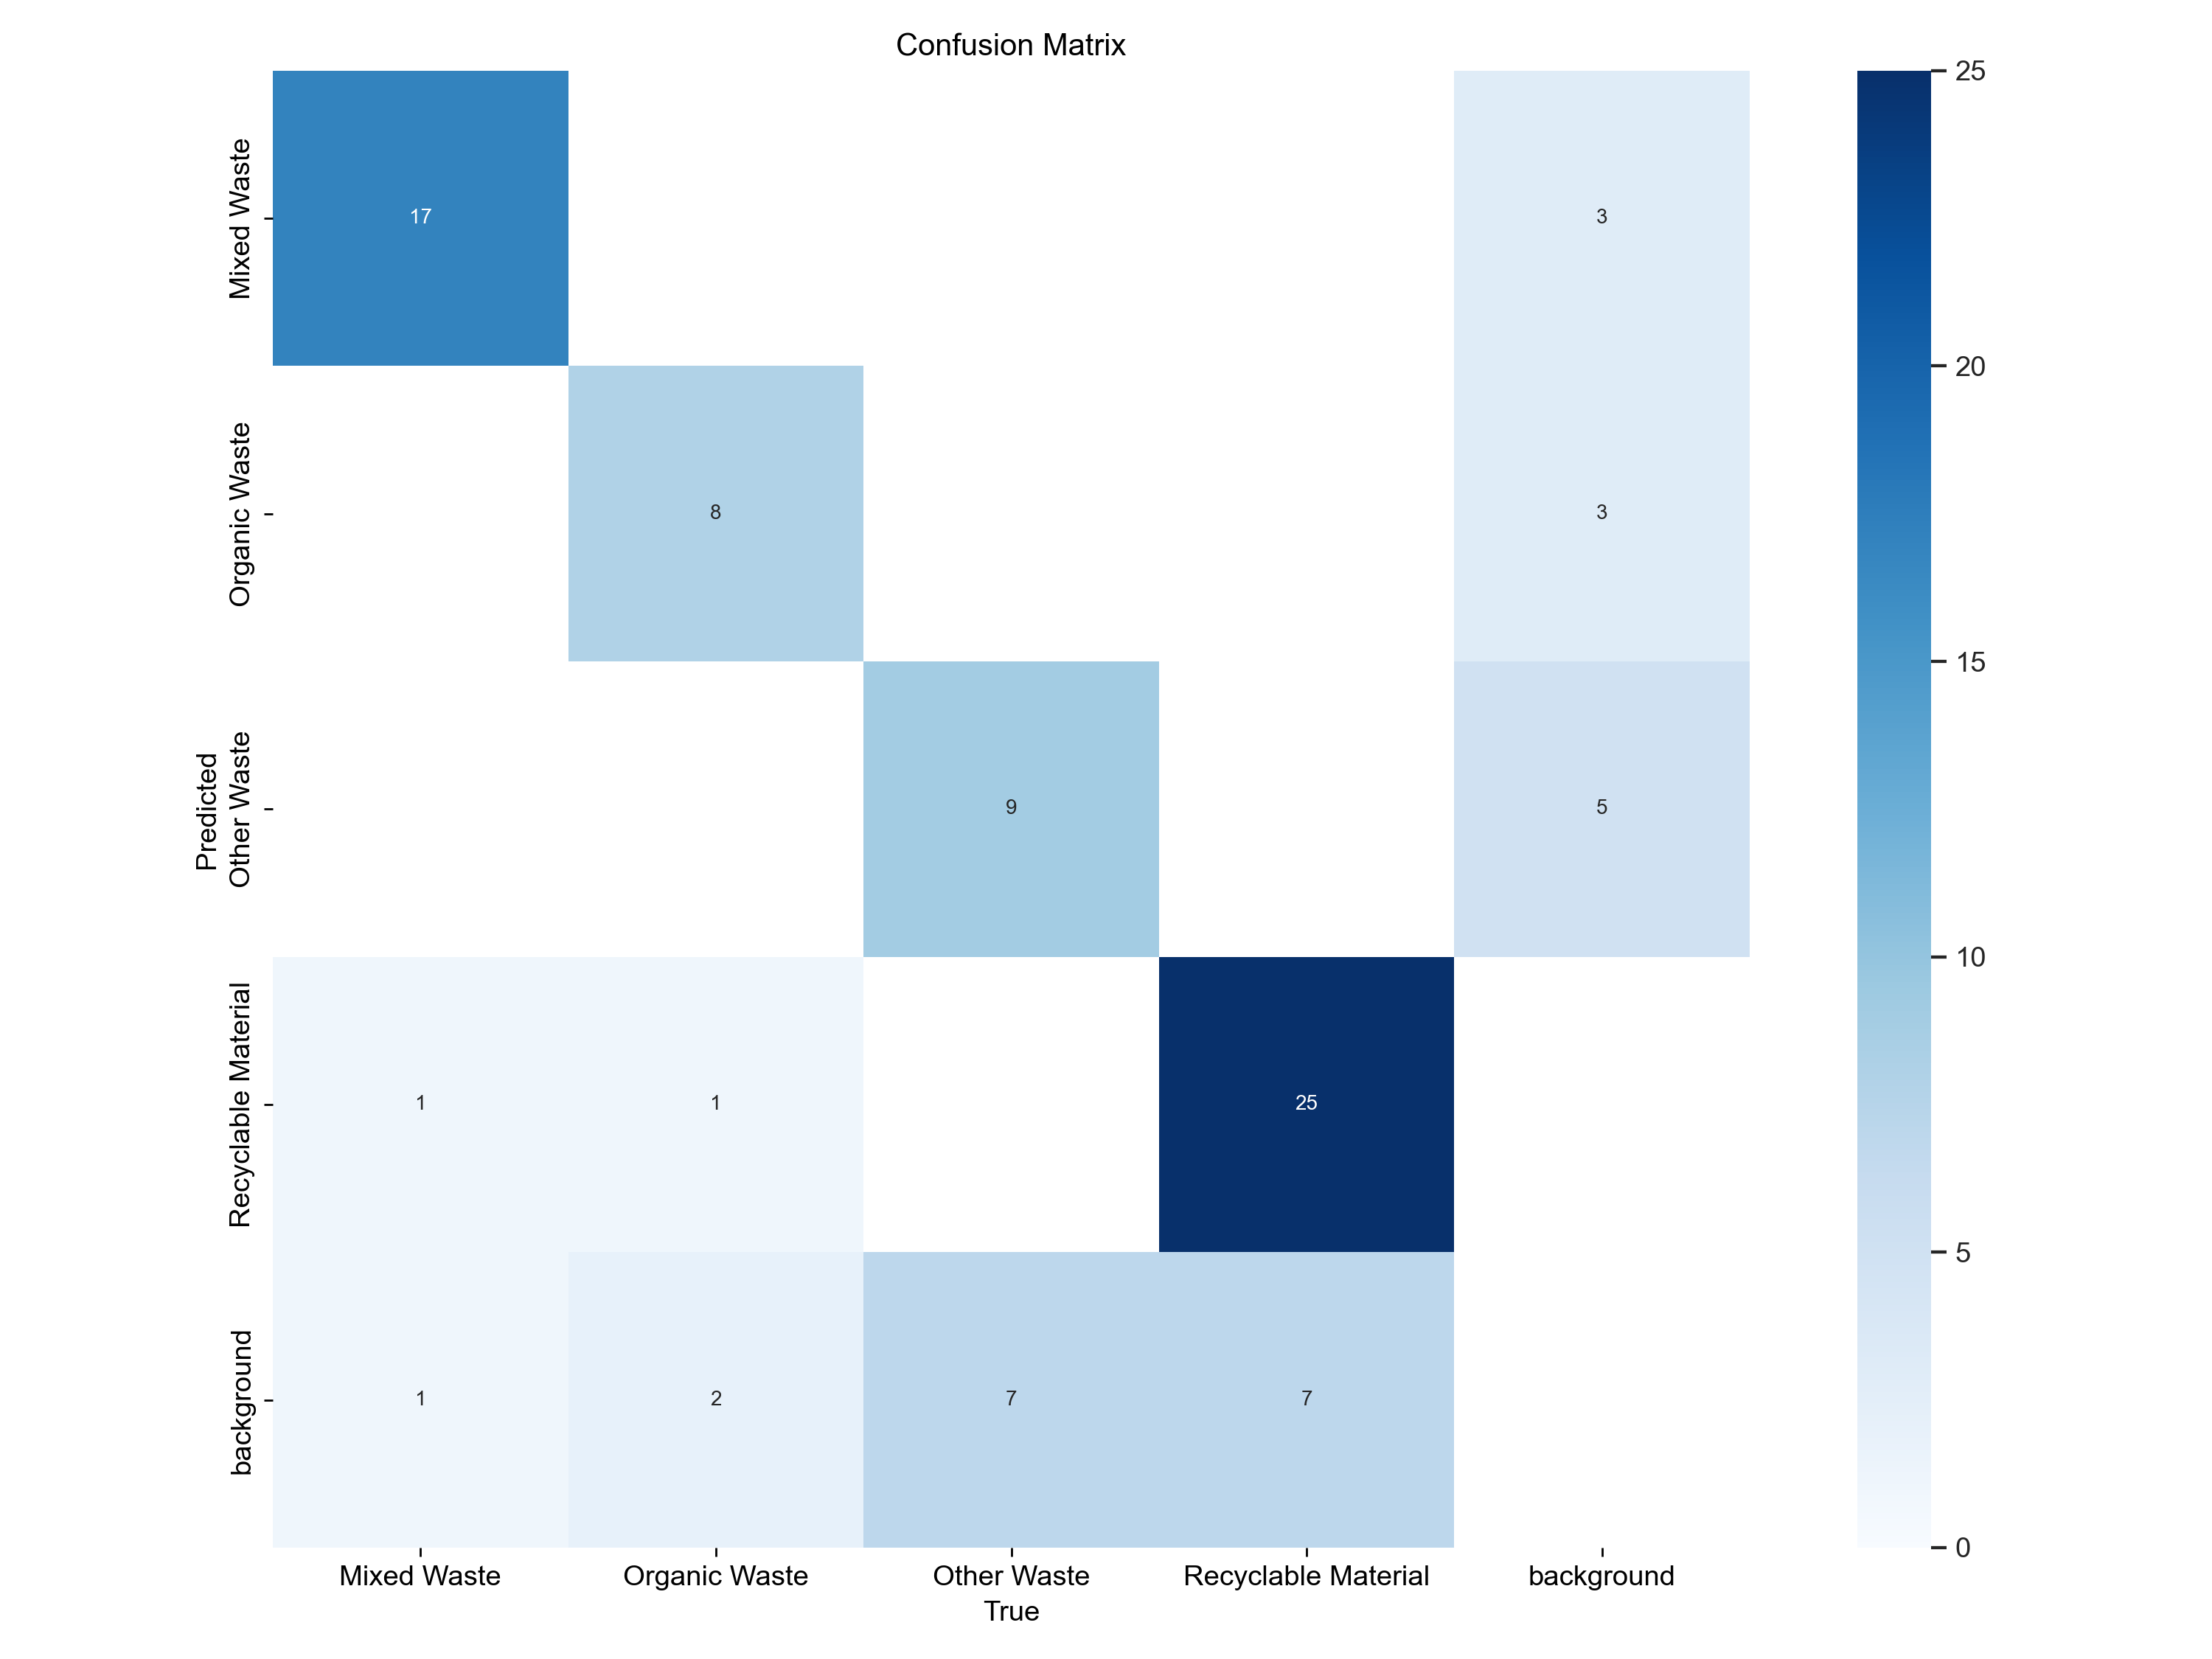 Confusion Matrix
Mixed Waste
17
3
Organic Waste
8
3
Predicted
Other Waste
9
5
Recyclable Material
1
1
25
background
1
2
7
7
Mixed Waste
Organic Waste
Other Waste
Recyclable Material
background
True
25
20
15
10
5
0